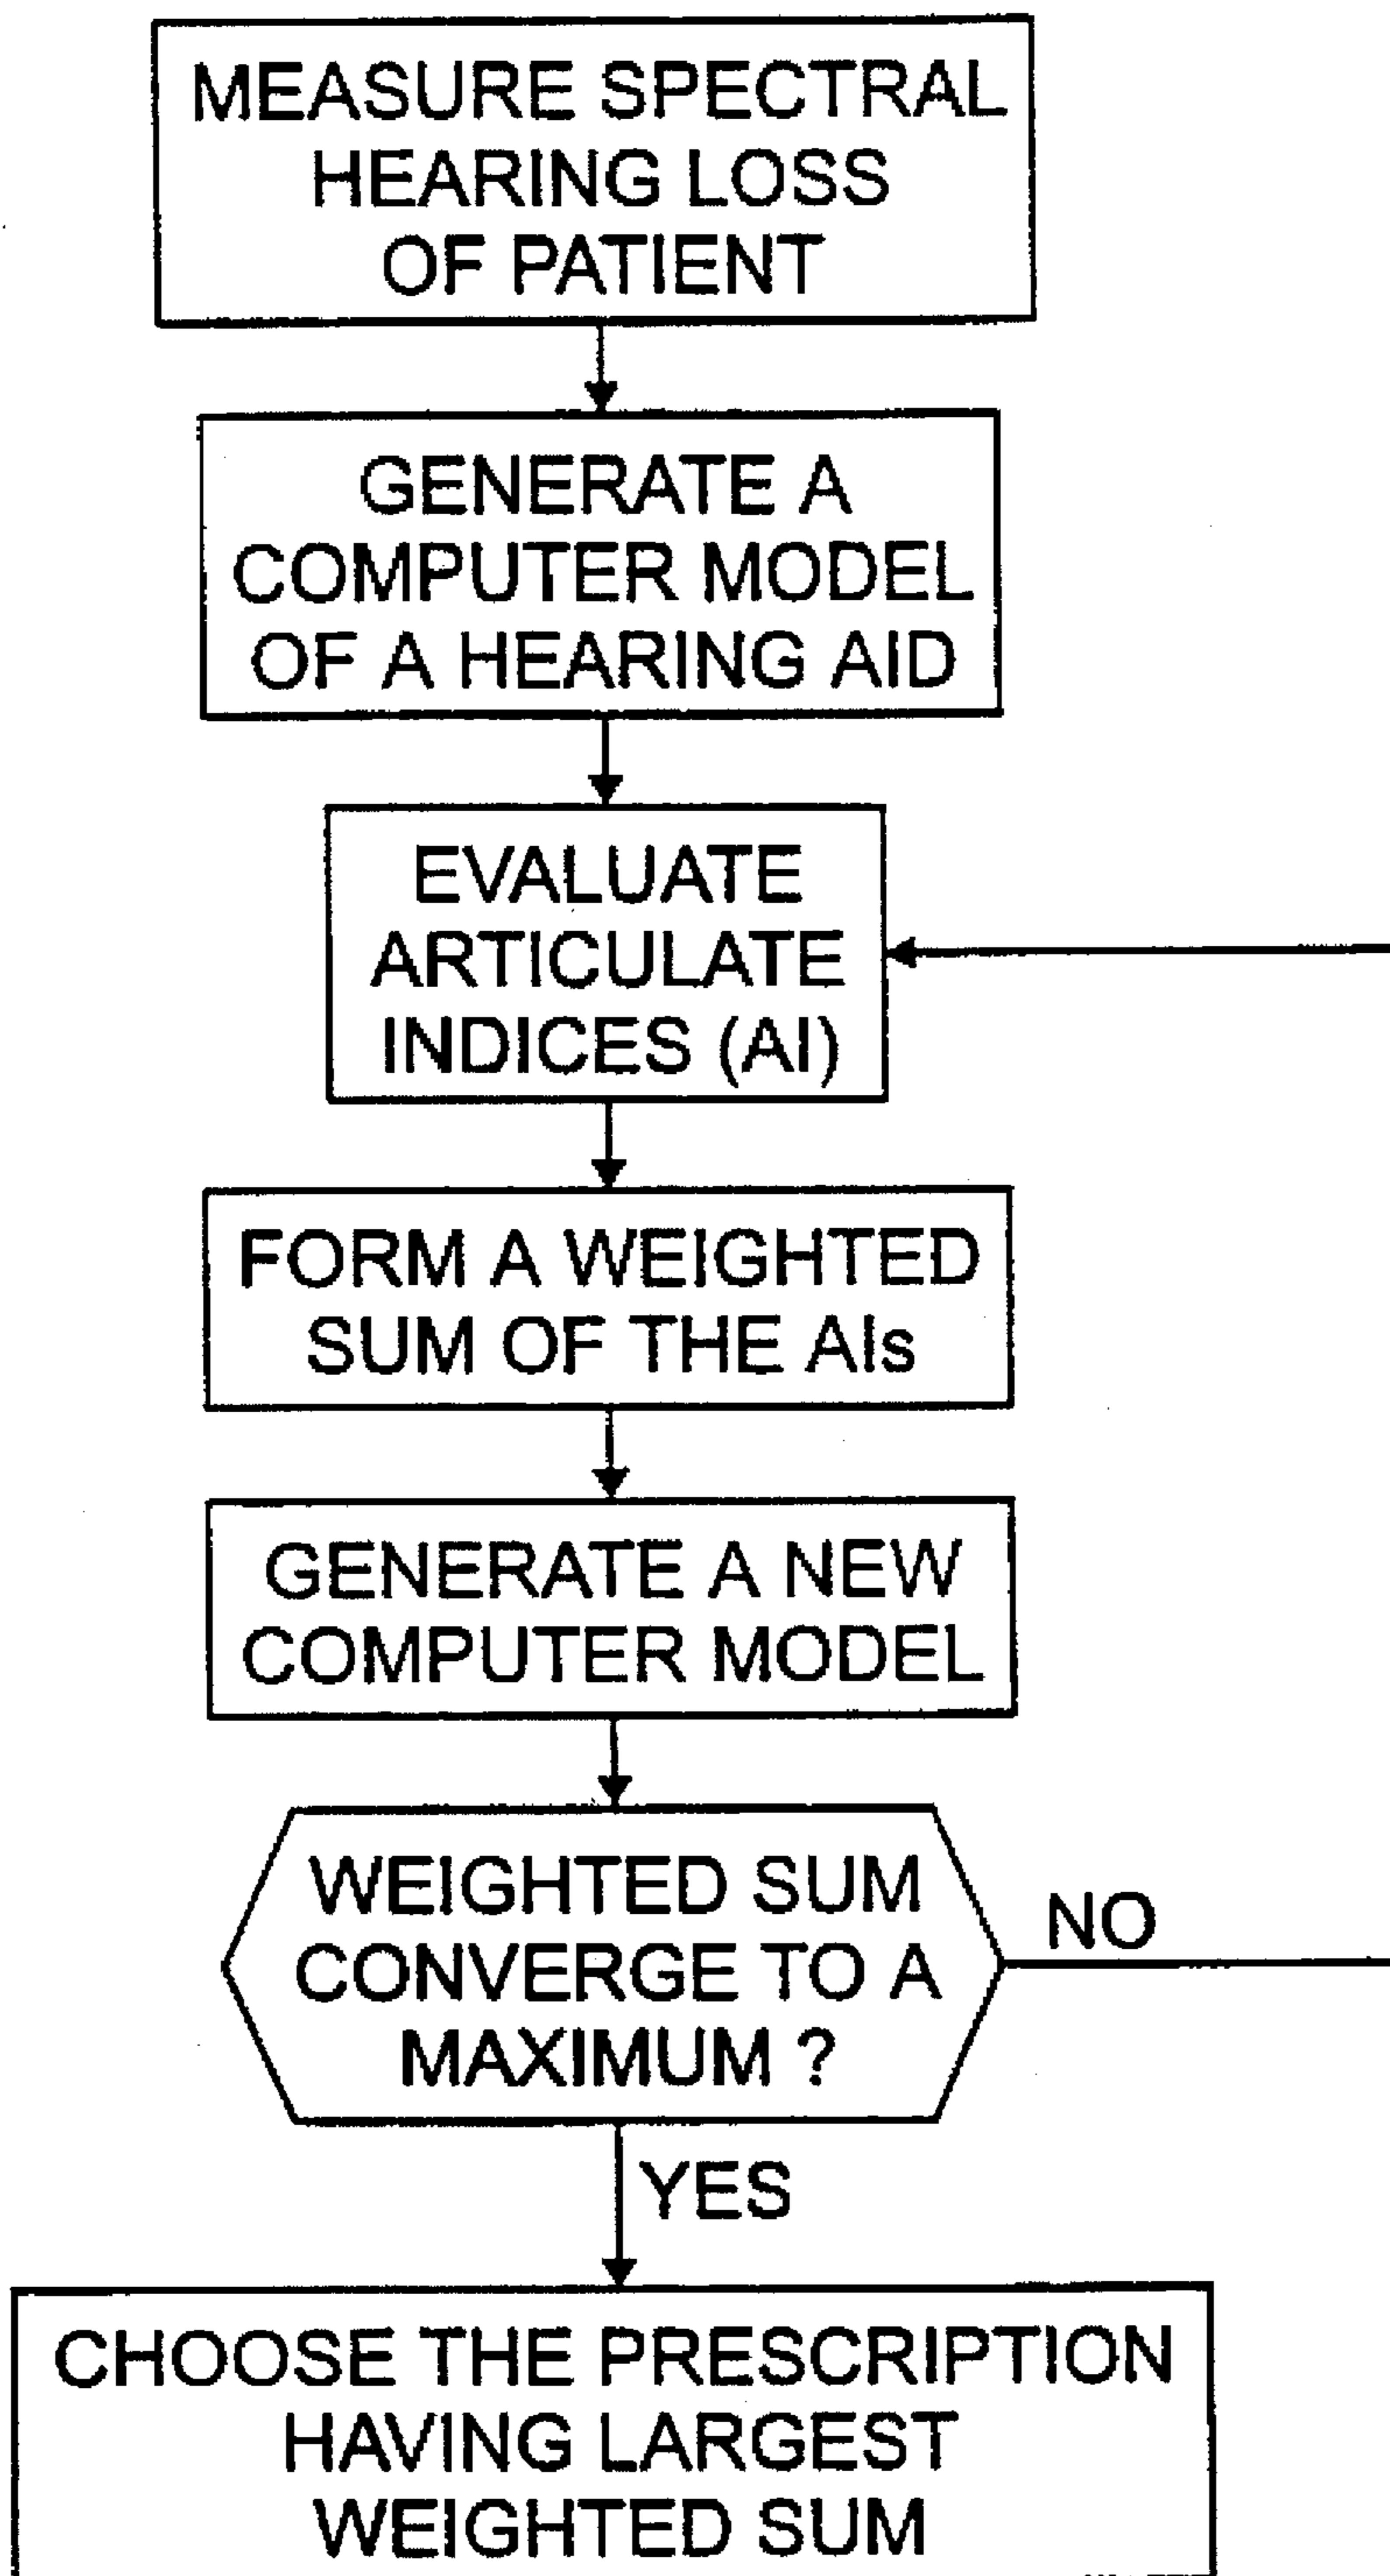 MEASURE SPECTRAL
HEARING LOSS
OF PATIENT
GENERATE A
COMPUTER MODEL
OF A HEARING AID
EVALUATE
ARTICULATE
INDICES (AI)
FORM A WEIGHTED
SUM OF THE AIs
GENERATE A NEW
COMPUTER MODEL
WEIGHTED SUM
CONVERGE TO A
MAXIMUM ?
NO
YES
CHOOSE THE PRESCRIPTION
HAVING LARGEST
WEIGHTED SUM